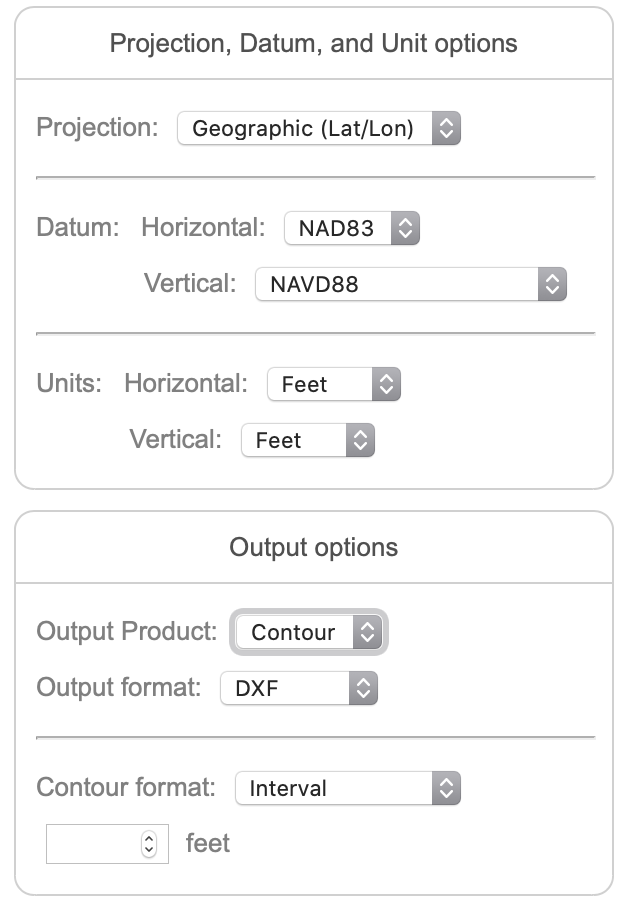 Projection, Datum, and Unit options
Projection: Geographic (Lat/Lon)
Datum: Horizontal: NAD83
Vertical: NAVD88
Units: Horizontal: Feet
Vertical: Feet
Output options
Output Product: Contour
Output format: DXF
Contour format: Interval
feet